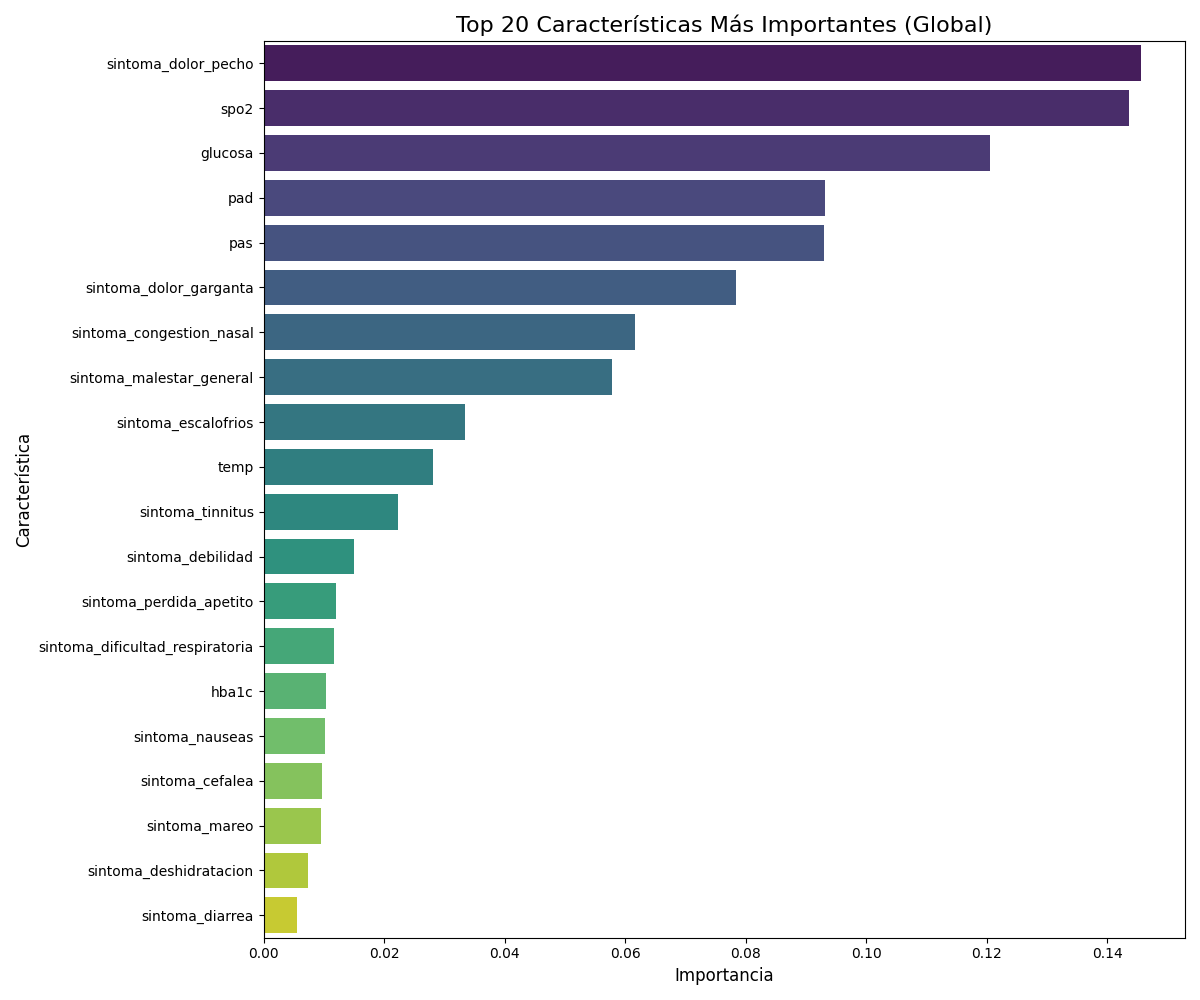 Top 20 Características Más Importantes (Global)
sintoma_dolor_pecho
spo2
glucosa
pad
pas
sintoma_dolor_garganta
sintoma_congestion_nasal
sintoma_malestar_general
sintoma_escalofrios
temp
sintoma_tinnitus
sintoma_debilidad
sintoma_perdida_apetito
sintoma_dificultad_respiratoria
hba1c
sintoma_nauseas
sintoma_cefalea
sintoma_mareo
sintoma_deshidratacion
sintoma_diarrea
Característica
0.00 0.02 0.04 0.06 0.08 0.10 0.12 0.14
Importancia